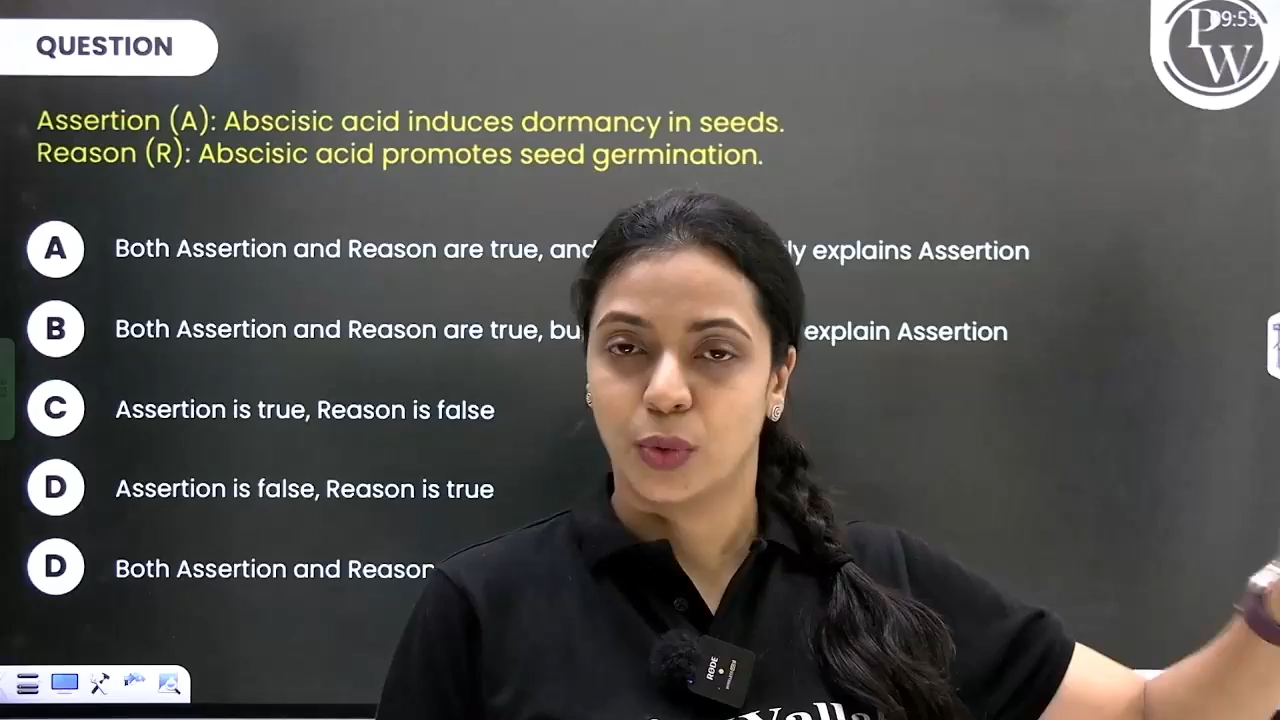 QUESTION
PW
09:55
Assertion (A): Abscisic acid induces dormancy in seeds.
Reason (R): Abscisic acid promotes seed germination.
A Both Assertion and Reason are true, and ly explains Assertion
B Both Assertion and Reason are true, bu explain Assertion
C Assertion is true, Reason is false
D Assertion is false, Reason is true
D Both Assertion and Reason
RØDE